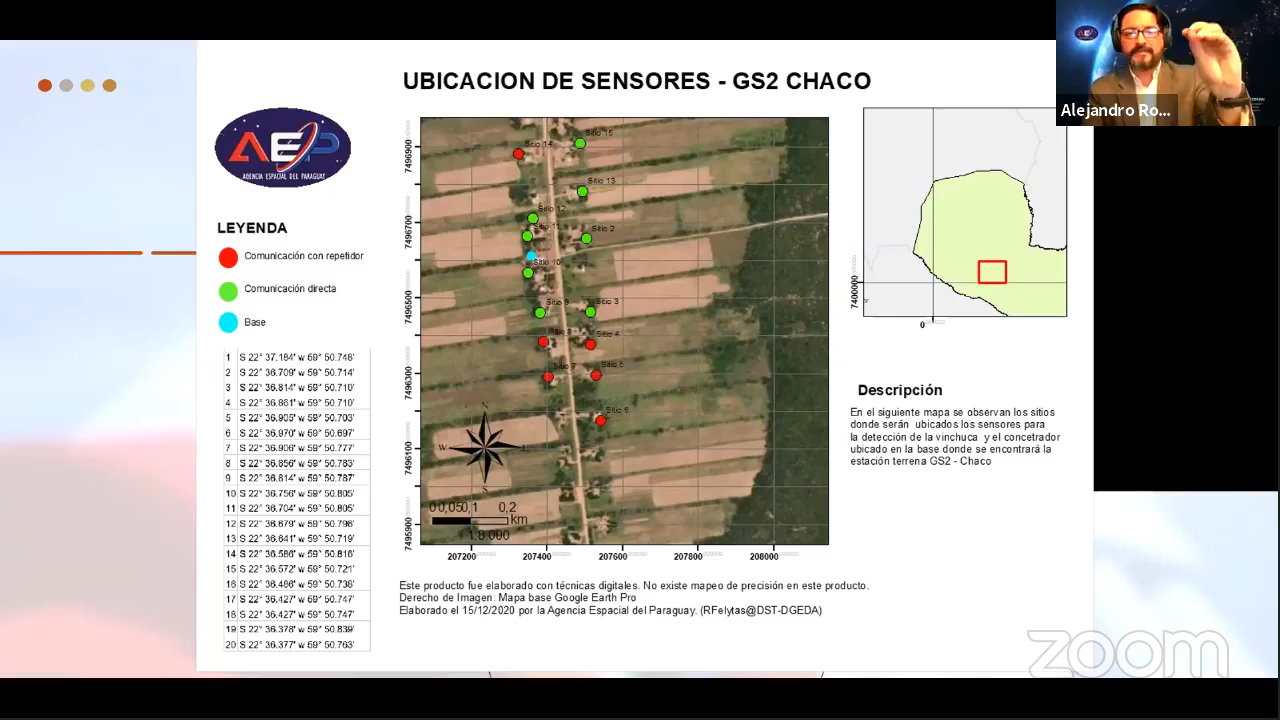 Alejandro Ro...
UBICACION DE SENSORES - GS2 CHACO
AEP
AGENCIA ESPACIAL DEL PARAGUAY
LEYENDA
Comunicación con repetidor
Comunicación directa
Base
1 S 22° 37.184' w 59° 50.748'
2 S 22° 36.709' w 59° 50.714'
3 S 22° 36.814' w 59° 50.710'
4 S 22° 36.861' w 59° 50.710'
5 S 22° 36.905' w 59° 50.703'
6 S 22° 36.970' w 59° 50.697'
7 S 22° 36.906' w 59° 50.777'
8 S 22° 36.856' w 59° 50.783'
9 S 22° 36.814' w 59° 50.787'
10 S 22° 36.756' w 59° 50.805'
11 S 22° 36.704' w 59° 50.805'
12 S 22° 36.679' w 59° 50.796'
13 S 22° 36.641' w 59° 50.719'
14 S 22° 36.586' w 59° 50.816'
15 S 22° 36.572' w 59° 50.721'
16 S 22° 36.486' w 59° 50.738'
17 S 22° 36.427' w 59° 50.747'
18 S 22° 36.427' w 59° 50.747'
19 S 22° 36.378' w 59° 50.839'
20 S 22° 36.377' w 59° 50.763'
7496900
7496700
7496500
7496300
7496100
7495900
Sitio 15
Sitio 14
Sitio 13
Sitio 12
Sitio 11
Sitio 2
Sitio 10
Sitio 9
Sitio 3
Sitio 8
Sitio 4
Sitio 7
Sitio 5
Sitio 6
N
W
S
0 0,05 0,1 0,2
km
1:8.000
207200 207400 207600 207800 208000
7400000
0
Descripción
En el siguiente mapa se observan los sitios
donde serán ubicados los sensores para
la detección de la vinchuca y el concetrador
ubicado en la base donde se encontrará la
estación terrena GS2 - Chaco
Este producto fue elaborado con técnicas digitales. No existe mapeo de precisión en este producto.
Derecho de Imagen: Mapa base Google Earth Pro
Elaborado el 15/12/2020 por la Agencia Espacial del Paraguay. (RFelytas@DST-DGEDA)
zoom